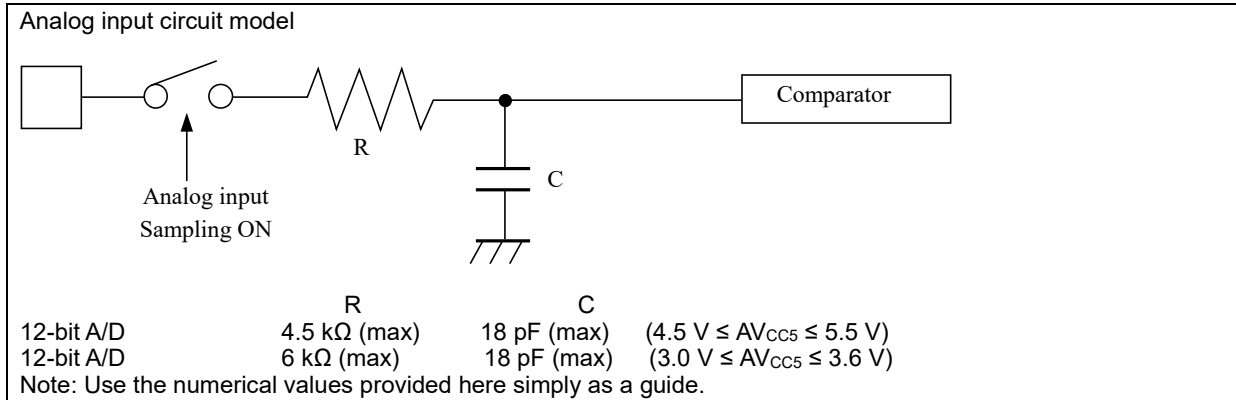 Analog input circuit model
Comparator
R
C
Analog input
Sampling ON
R C
12-bit A/D 4.5 kΩ (max) 18 pF (max) (4.5 V ≤ AVCC5 ≤ 5.5 V)
12-bit A/D 6 kΩ (max) 18 pF (max) (3.0 V ≤ AVCC5 ≤ 3.6 V)
Note: Use the numerical values provided here simply as a guide.